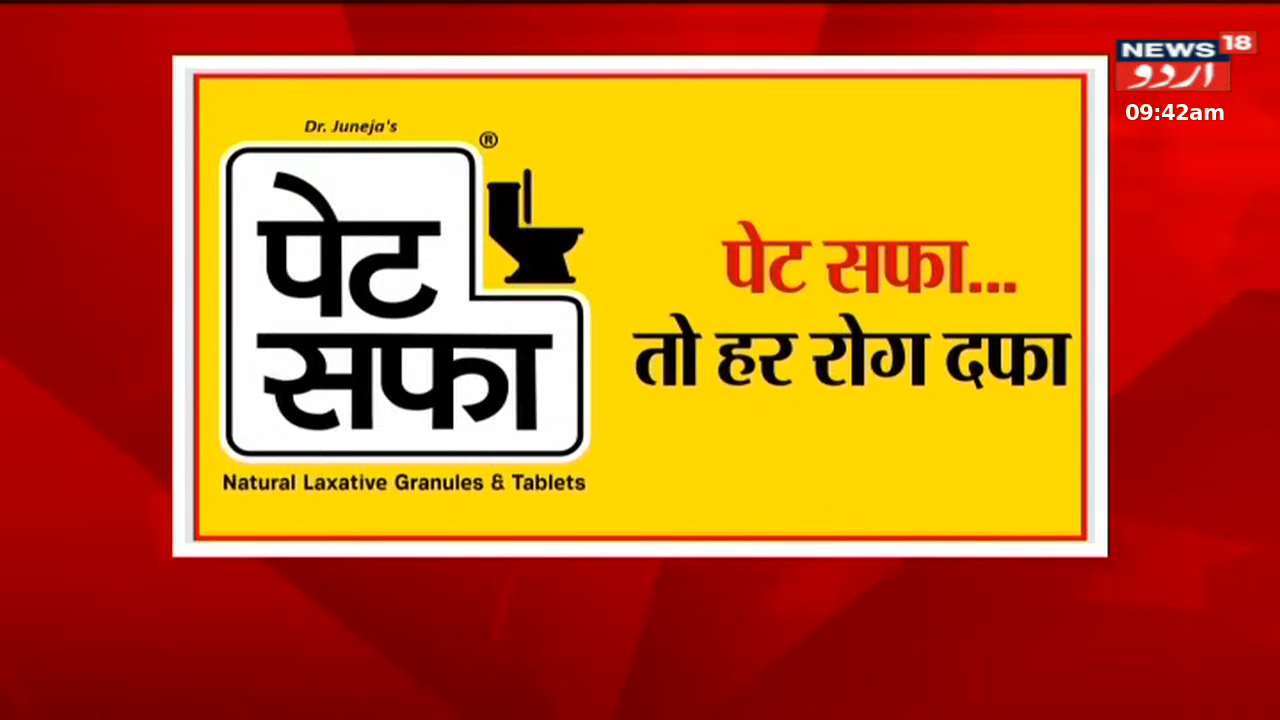 Dr. Juneja's
®
पेट
सफा
Natural Laxative Granules & Tablets
पेट सफा...
तो हर रोग दफा
NEWS 18
اردو
09:42am